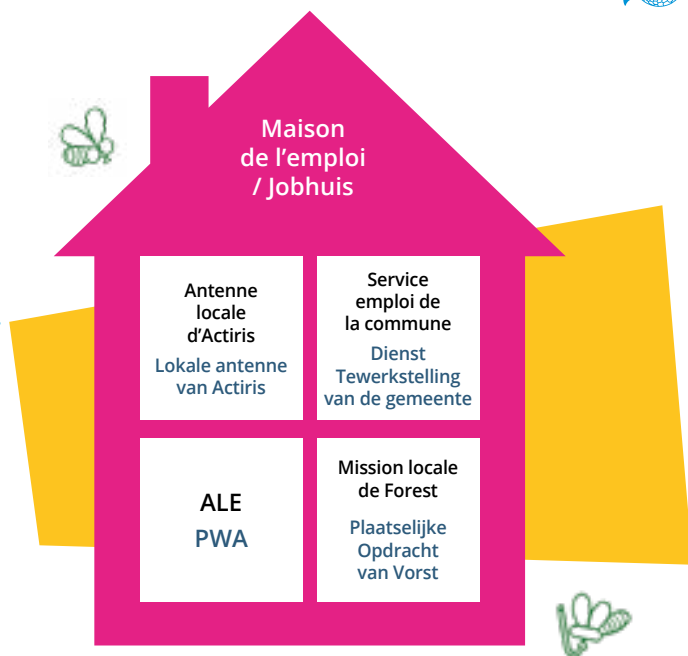 Maison
de l'emploi
/ Jobhuis
Antenne
locale
d'Actiris
Lokale antenne
van Actiris
Service
emploi de
la commune
Dienst
Tewerkstelling
van de gemeente
ALE
PWA
Mission locale
de Forest
Plaatselijke
Opdracht
van Vorst